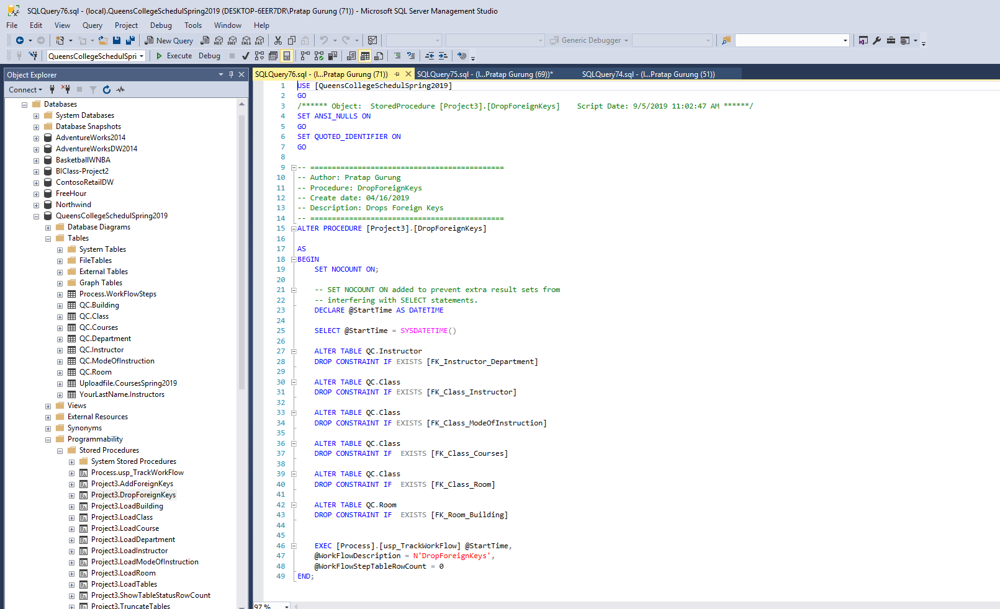 SQLQuery76.sql - (local).QueensCollegeSchedulSpring2019 (DESKTOP-6EER7DR\Pratap Gurung (71)) - Microsoft SQL Server Management Studio
File Edit View Query Project Debug Tools Window Help
New Query MDX DMX XMLA DAX Generic Debugger
QueensCollegeSchedulSpri Execute Debug
Object Explorer
Connect
Databases
System Databases
Database Snapshots
AdventureWorks2014
AdventureWorksDW2014
BasketballWNBA
BIClass-Project2
ContosoRetailDW
FreeHour
Northwind
QueensCollegeSchedulSpring2019
Database Diagrams
Tables
System Tables
FileTables
External Tables
Graph Tables
Process.WorkFlowSteps
QC.Building
QC.Class
QC.Courses
QC.Department
QC.Instructor
QC.ModeOfInstruction
QC.Room
Uploadfile.CoursesSpring2019
YourLastName.Instructors
Views
External Resources
Synonyms
Programmability
Stored Procedures
System Stored Procedures
Process.usp_TrackWorkFlow
Project3.AddForeignKeys
Project3.DropForeignKeys
Project3.LoadBuilding
Project3.LoadClass
Project3.LoadCourse
Project3.LoadDepartment
Project3.LoadInstructor
Project3.LoadModeOfInstruction
Project3.LoadRoom
Project3.LoadTables
Project3.ShowTableStatusRowCount
Project3.TruncateTables
SQLQuery76.sql - (l...Pratap Gurung (71)) SQLQuery75.sql - (l...Pratap Gurung (69))* SQLQuery74.sql - (l...Pratap Gurung (51))
1 USE [QueensCollegeSchedulSpring2019]
2 GO
3 /****** Object:  StoredProcedure [Project3].[DropForeignKeys]    Script Date: 9/5/2019 11:02:47 AM ******/
4 SET ANSI_NULLS ON
5 GO
6 SET QUOTED_IDENTIFIER ON
7 GO
8
9 -- =============================================
10 -- Author: Pratap Gurung
11 -- Procedure: DropForeignKeys
12 -- Create date: 04/16/2019
13 -- Description: Drops Foreign Keys
14 -- =============================================
15 ALTER PROCEDURE [Project3].[DropForeignKeys]
16
17 AS
18 BEGIN
19 SET NOCOUNT ON;
20
21 -- SET NOCOUNT ON added to prevent extra result sets from
22 -- interfering with SELECT statements.
23 DECLARE @StartTime AS DATETIME
24
25 SELECT @StartTime = SYSDATETIME()
26
27 ALTER TABLE QC.Instructor
28 DROP CONSTRAINT IF EXISTS [FK_Instructor_Department]
29
30 ALTER TABLE QC.Class
31 DROP CONSTRAINT IF EXISTS [FK_Class_Instructor]
32
33 ALTER TABLE QC.Class
34 DROP CONSTRAINT IF EXISTS [FK_Class_ModeOfInstruction]
35
36 ALTER TABLE QC.Class
37 DROP CONSTRAINT IF  EXISTS [FK_Class_Courses]
38
39 ALTER TABLE QC.Class
40 DROP CONSTRAINT IF  EXISTS [FK_Class_Room]
41
42 ALTER TABLE QC.Room
43 DROP CONSTRAINT IF  EXISTS [FK_Room_Building]
44
45
46 EXEC [Process].[usp_TrackWorkFlow] @StartTime,
47 @WorkFlowDescription = N'DropForeignKeys',
48 @WorkFlowStepTableRowCount = 0
49 END;
97 %